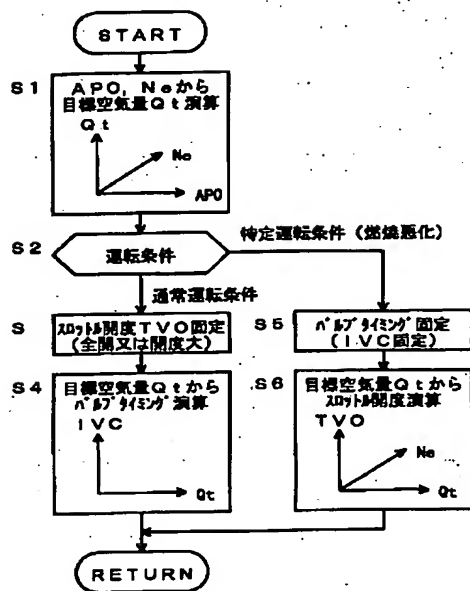 START
S1
APO, Neから
目標空気量Qt演算
Qt
Ne
APO
S2
運転条件
特定運転条件（燃焼悪化）
通常運転条件
S
スロットル開度TVO固定
（全開又は開度大）
S5
バルブタイミング固定
（IVC固定）
S4
目標空気量Qtから
バルブタイミング演算
IVC
Qt
S6
目標空気量Qtから
スロットル開度演算
TVO
Ne
Qt
RETURN